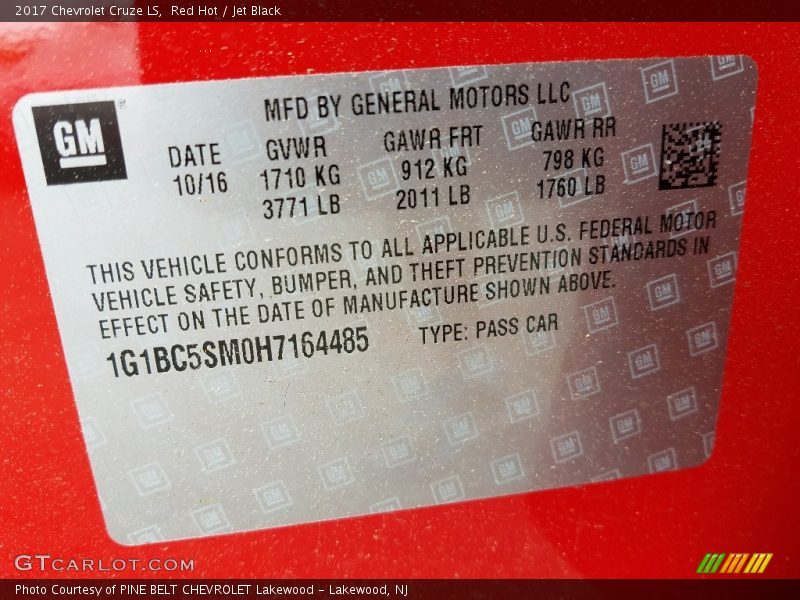 2017 Chevrolet Cruze LS, Red Hot / Jet Black
GM
MFD BY GENERAL MOTORS LLC
DATE GVWR GAWR FRT GAWR RR
10/16 1710 KG 912 KG 798 KG
3771 LB 2011 LB 1760 LB
THIS VEHICLE CONFORMS TO ALL APPLICABLE U.S. FEDERAL MOTOR
VEHICLE SAFETY, BUMPER, AND THEFT PREVENTION STANDARDS IN
EFFECT ON THE DATE OF MANUFACTURE SHOWN ABOVE.
1G1BC5SM0H7164485 TYPE: PASS CAR
GTCARLOT.COM
Photo Courtesy of PINE BELT CHEVROLET Lakewood - Lakewood, NJ